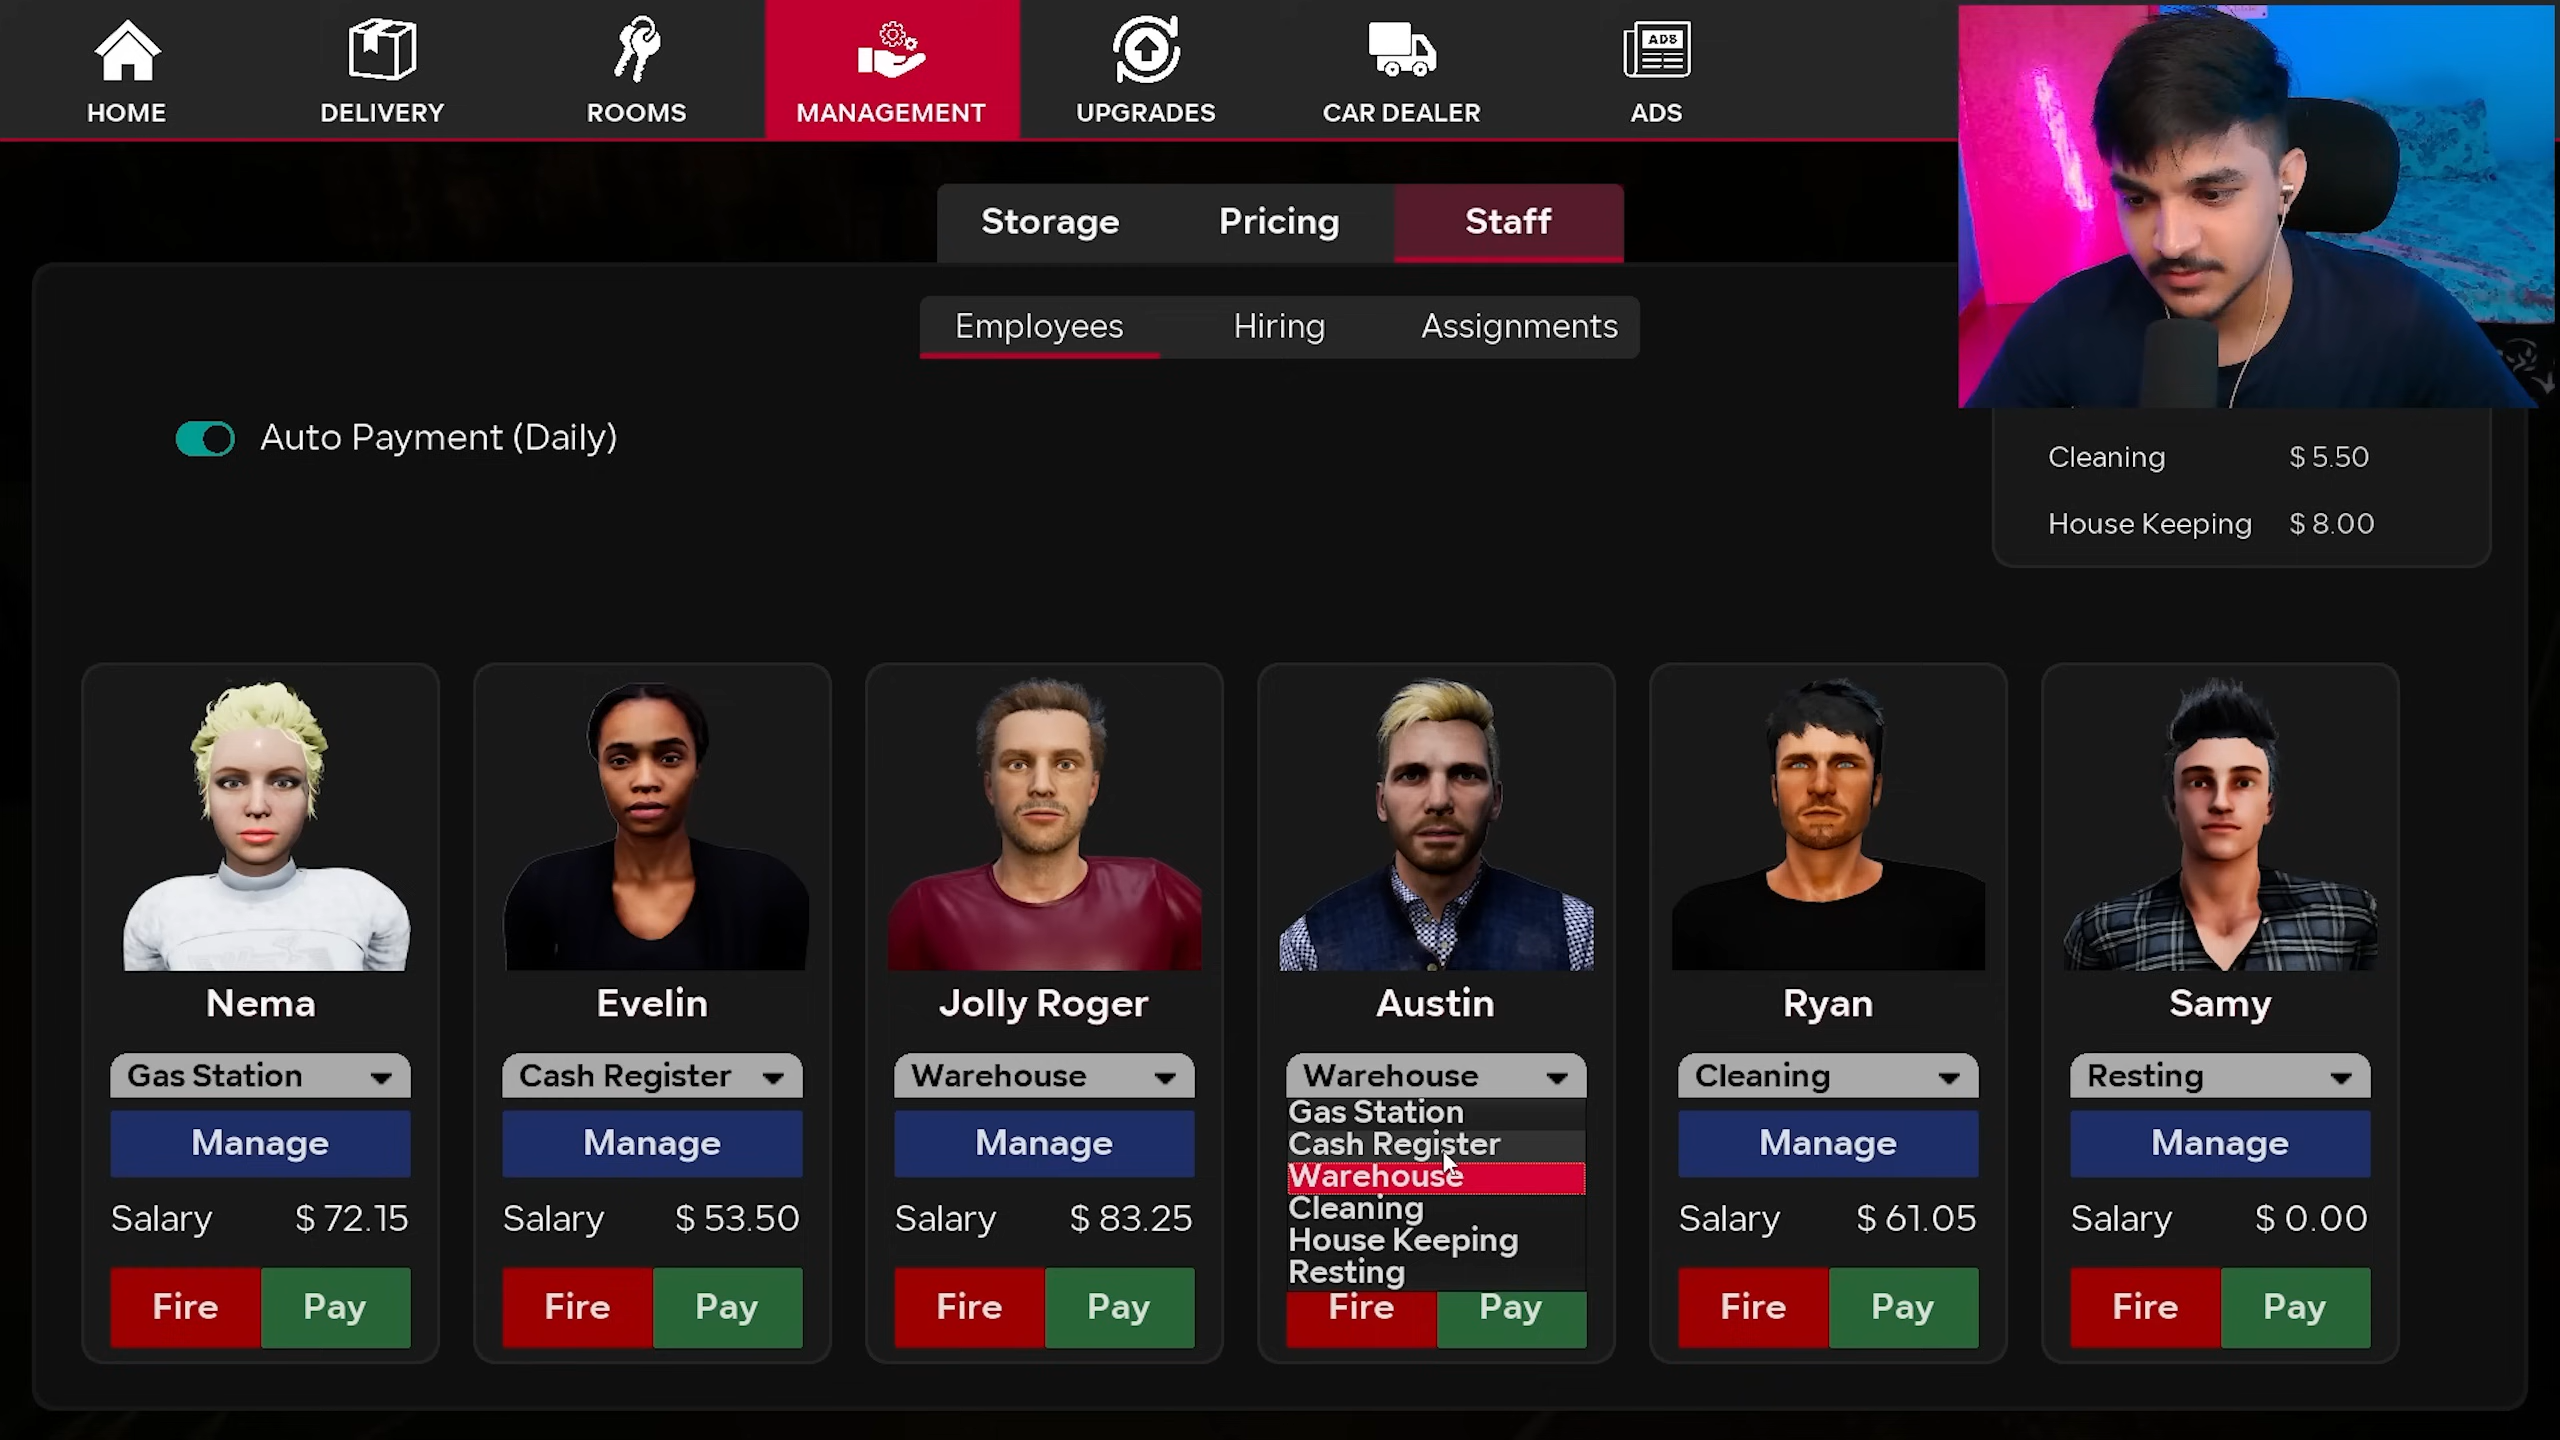 HOME
DELIVERY
ROOMS
MANAGEMENT
UPGRADES
CAR DEALER
ADS
ADS
Storage
Pricing
Staff
Employees
Hiring
Assignments
Auto Payment (Daily)
Cleaning $ 5.50
House Keeping $ 8.00
Nema
Gas Station
Manage
Salary $ 72.15
Fire Pay
Evelin
Cash Register
Manage
Salary $ 53.50
Fire Pay
Jolly Roger
Warehouse
Manage
Salary $ 83.25
Fire Pay
Austin
Warehouse
Gas Station
Cash Register
Warehouse
Cleaning
House Keeping
Resting
Fire Pay
Ryan
Cleaning
Manage
Salary $ 61.05
Fire Pay
Samy
Resting
Manage
Salary $ 0.00
Fire Pay